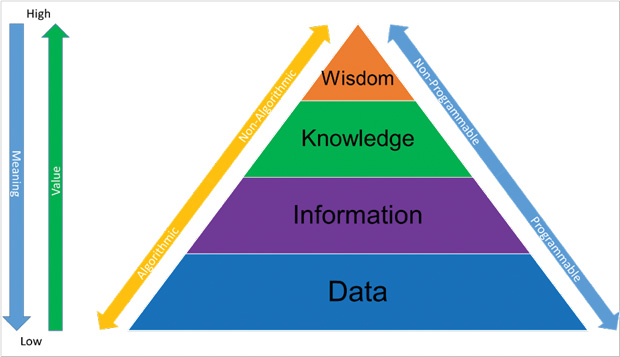 High
Meaning
Value
Low
Non-Algorithmic
Algorithmic
Wisdom
Knowledge
Information
Data
Non-Programmable
Programmable